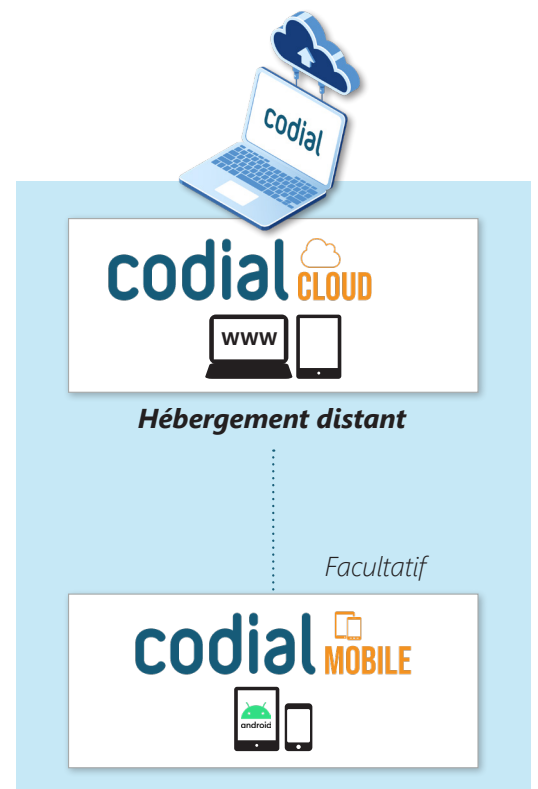 codial
codial CLOUD
www
Hébergement distant
Facultatif
codial MOBILE
android